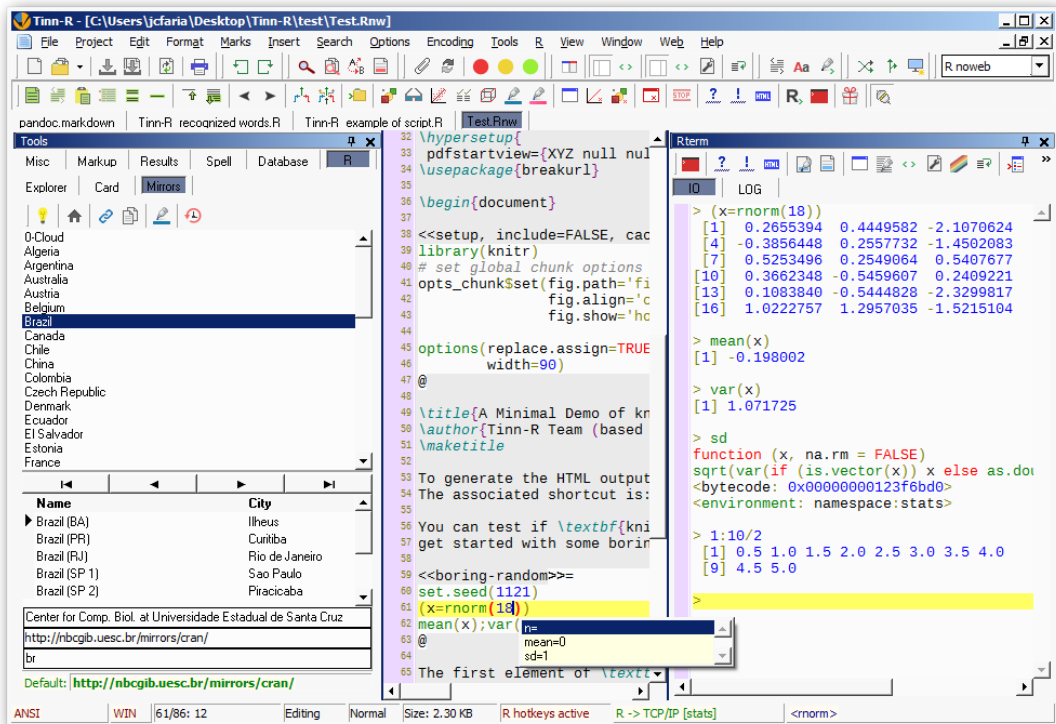 Tinn-R - [C:\Users\jcfaria\Desktop\Tinn-R\test\Test.Rnw]
File Project Edit Format Marks Insert Search Options Encoding Tools R View Window Web Help
R noweb
STOP
pandoc.markdown Tinn-R recognized words.R Tinn-R example of script.R Test.Rnw
Tools
Misc Markup Results Spell Database R
Explorer Card Mirrors
0-Cloud
Algeria
Argentina
Australia
Austria
Belgium
Brazil
Canada
Chile
China
Colombia
Czech Republic
Denmark
Ecuador
El Salvador
Estonia
France
Name City
Brazil (BA) Ilheus
Brazil (PR) Curitiba
Brazil (RJ) Rio de Janeiro
Brazil (SP 1) Sao Paulo
Brazil (SP 2) Piracicaba
Center for Comp. Biol. at Universidade Estadual de Santa Cruz
http://nbcgib.uesc.br/mirrors/cran/
br
Default: http://nbcgib.uesc.br/mirrors/cran/
32 \hypersetup{
33 pdfstartview={XYZ null nul
34 \usepackage{breakurl}
35
36 \begin{document}
37
38 <<setup, include=FALSE, cac
39 library(knitr)
40 # set global chunk options
41 opts_chunk$set(fig.path='fi
42 fig.align='c
43 fig.show='ho
44
45 options(replace.assign=TRUE
46 width=90)
47 @
48
49 \title{A Minimal Demo of kn
50 \author{Tinn-R Team (based
51 \maketitle
52
53 To generate the HTML output
54 The associated shortcut is:
55
56 You can test if \textbf{kni
57 get started with some borin
58
59 <<boring-random>>=
60 set.seed(1121)
61 (x=rnorm(18))
62 mean(x);var(
63 @
64
65 The first element of \textt
n=
mean=0
sd=1
Rterm
IO LOG
> (x=rnorm(18))
[1] 0.2655394 0.4449582 -2.1070624
[4] -0.3856448 0.2557732 -1.4502083
[7] 0.5253496 0.2549064 0.5407677
[10] 0.3662348 -0.5459607 0.2409221
[13] 0.1083840 -0.5444828 -2.3299817
[16] 1.0222757 1.2957035 -1.5215104
> mean(x)
[1] -0.198002
> var(x)
[1] 1.071725
> sd
function (x, na.rm = FALSE)
sqrt(var(if (is.vector(x)) x else as.dou
<bytecode: 0x00000000123f6bd0>
<environment: namespace:stats>
> 1:10/2
[1] 0.5 1.0 1.5 2.0 2.5 3.0 3.5 4.0
[9] 4.5 5.0
>
ANSI WIN 61/86: 12 Editing Normal Size: 2.30 KB R hotkeys active R -> TCP/IP [stats] <rnorm>